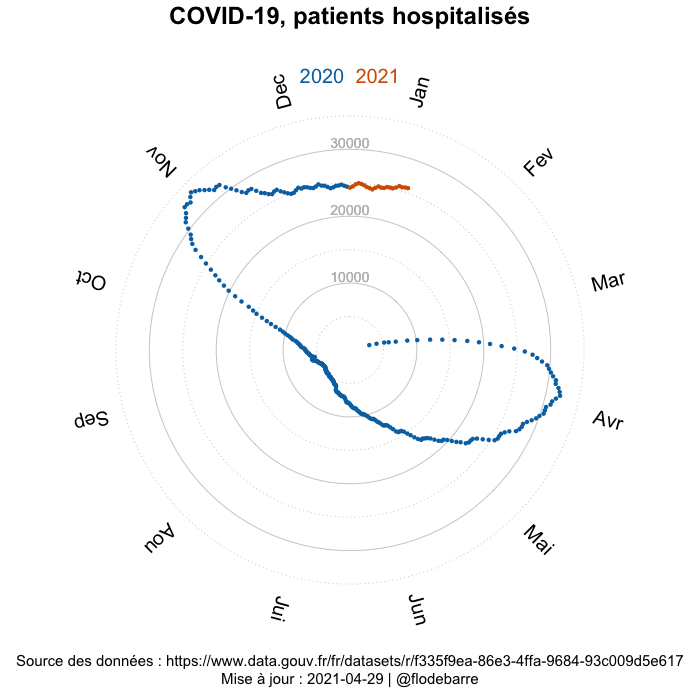 COVID-19, patients hospitalisés
2020 2021
Jan
Fev
Mar
Avr
Mai
Jun
Jui
Aou
Sep
Oct
Nov
Dec
30000
20000
10000
Source des données : https://www.data.gouv.fr/fr/datasets/r/f335f9ea-86e3-4ffa-9684-93c009d5e617
Mise à jour : 2021-04-29 | @flodebarre